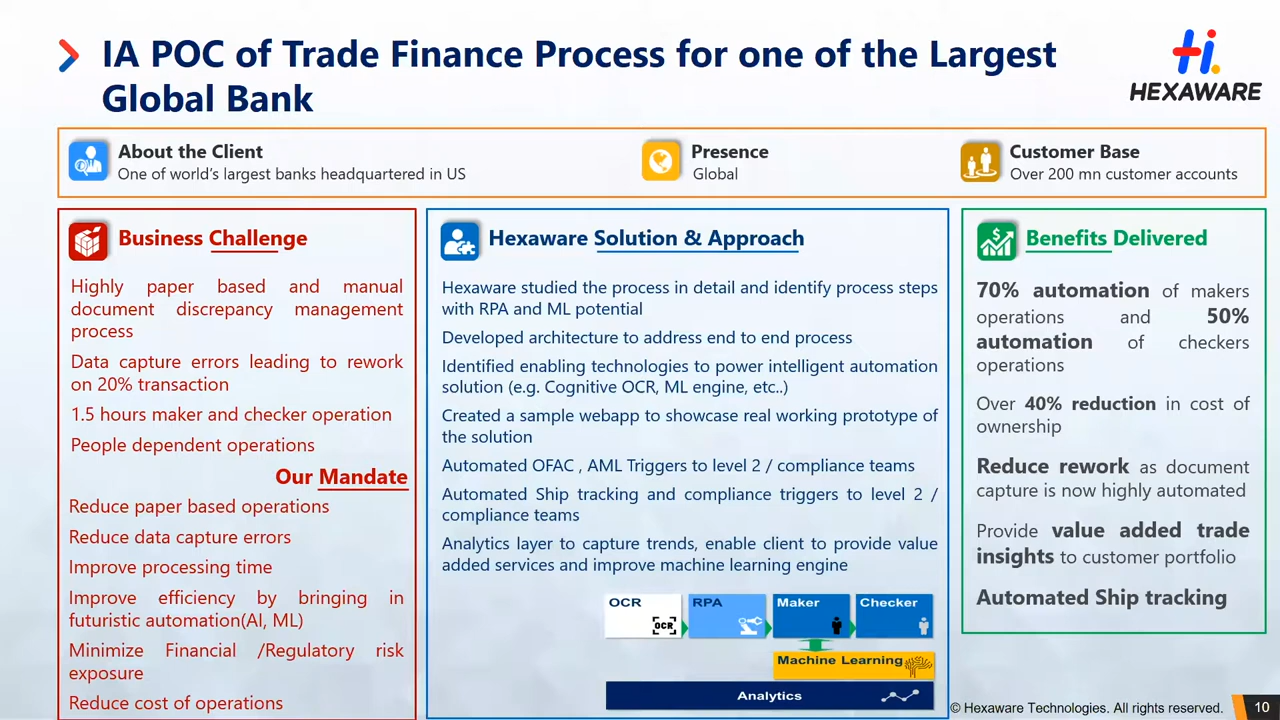 IA POC of Trade Finance Process for one of the Largest
Global Bank
HEXAWARE
About the Client
One of world's largest banks headquartered in US
Presence
Global
Customer Base
Over 200 mn customer accounts
Business Challenge
Highly paper based and manual
document discrepancy management
process
Data capture errors leading to rework
on 20% transaction
1.5 hours maker and checker operation
People dependent operations
Our Mandate
Reduce paper based operations
Reduce data capture errors
Improve processing time
Improve efficiency by bringing in
futuristic automation(AI, ML)
Minimize Financial /Regulatory risk
exposure
Reduce cost of operations
Hexaware Solution & Approach
Hexaware studied the process in detail and identify process steps
with RPA and ML potential
Developed architecture to address end to end process
Identified enabling technologies to power intelligent automation
solution (e.g. Cognitive OCR, ML engine, etc..)
Created a sample webapp to showcase real working prototype of
the solution
Automated OFAC , AML Triggers to level 2 / compliance teams
Automated Ship tracking and compliance triggers to level 2 /
compliance teams
Analytics layer to capture trends, enable client to provide value
added services and improve machine learning engine
OCR
OCR
RPA
Maker
Checker
Machine Learning
Analytics
Benefits Delivered
70% automation of makers
operations and 50%
automation of checkers
operations
Over 40% reduction in cost of
ownership
Reduce rework as document
capture is now highly automated
Provide value added trade
insights to customer portfolio
Automated Ship tracking
© Hexaware Technologies. All rights reserved.
10